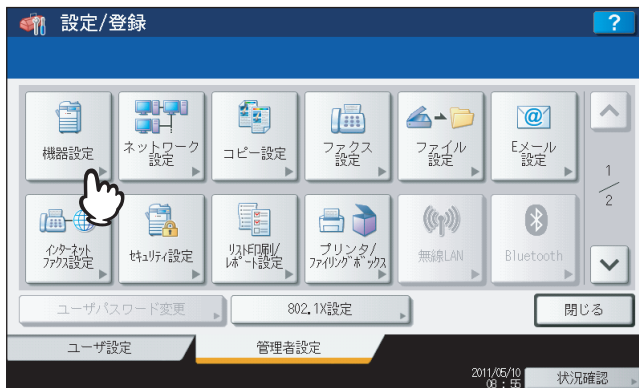 設定/登録
?
機器設定
ネットワーク
設定
コピー設定
ファクス
設定
ファイル
設定
@
Eメール
設定
1
/
2
インターネット
ファクス設定
セキュリティ設定
リスト印刷/
レポート設定
プリンタ/
ファイリングボックス
無線LAN
Bluetooth
ユーザパスワード変更
802.1X設定
閉じる
ユーザ設定
管理者設定
2011/05/10
08:55
状況確認